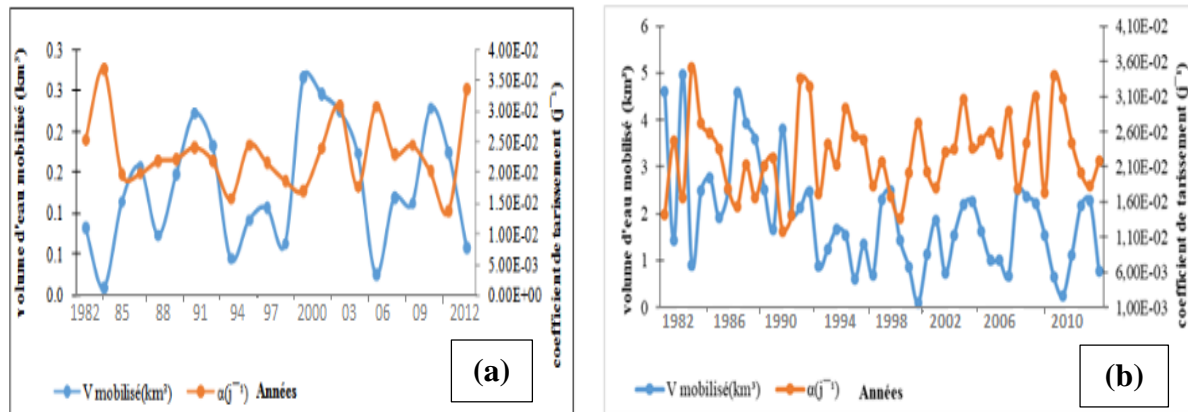 volume d'eau mobilisé (km³)
0.3
0.3
0.2
0.2
0.1
0.1
0.0
4.00E-02
3.50E-02
3.00E-02
2.50E-02
2.00E-02
1.50E-02
1.00E-02
5.00E-03
0.00E+00
coefficient de tarissement (j⁻¹)
1982 85 88 91 94 97 2000 03 06 09 2012
V mobilisé(km³) α(j⁻¹) Années
(a)
volume d'eau mobilisé (km³)
6
5
4
3
2
1
0
4,10E-02
3,60E-02
3,10E-02
2,60E-02
2,10E-02
1,60E-02
1,10E-02
6,00E-03
1,00E-03
coefficient de tarissement (j⁻¹)
1982 1986 1990 1994 1998 2002 2006 2010
V mobilisé(km³) α(j⁻¹) Années
(b)